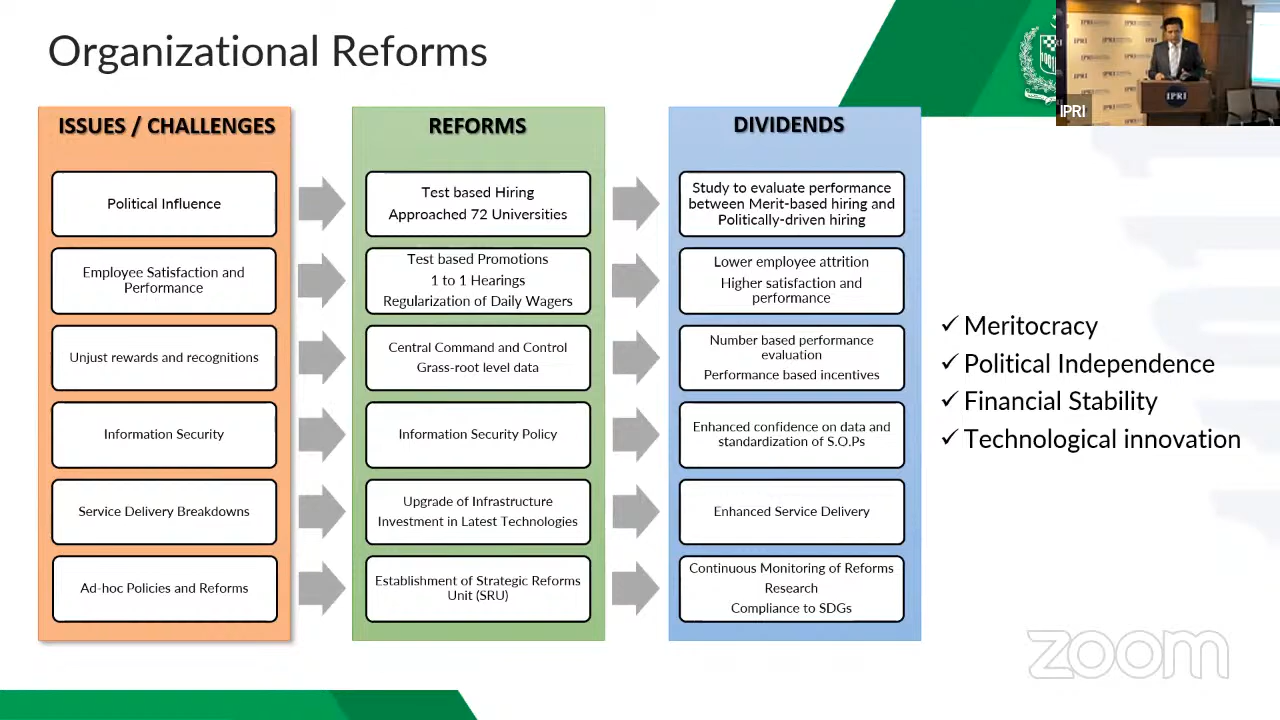 Organizational Reforms
IPRI
IPRI
ISSUES / CHALLENGES
REFORMS
DIVIDENDS
Political Influence
Test based Hiring
Approached 72 Universities
Study to evaluate performance
between Merit-based hiring and
Politically-driven hiring
Employee Satisfaction and
Performance
Test based Promotions
1 to 1 Hearings
Regularization of Daily Wagers
Lower employee attrition
Higher satisfaction and
performance
Unjust rewards and recognitions
Central Command and Control
Grass-root level data
Number based performance
evaluation
Performance based incentives
Information Security
Information Security Policy
Enhanced confidence on data and
standardization of S.O.Ps
Service Delivery Breakdowns
Upgrade of Infrastructure
Investment in Latest Technologies
Enhanced Service Delivery
Ad-hoc Policies and Reforms
Establishment of Strategic Reforms
Unit (SRU)
Continuous Monitoring of Reforms
Research
Compliance to SDGs
✓ Meritocracy
✓ Political Independence
✓ Financial Stability
✓ Technological innovation
zoom